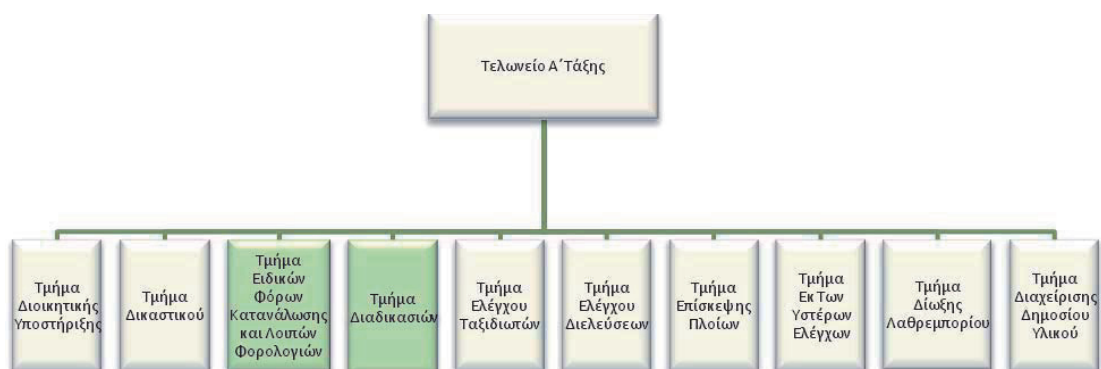 Τελωνείο Α΄Τάξης
Τμήμα
Διοικητικής
Υποστήριξης
Τμήμα
Δικαστικού
Τμήμα
Ειδικών
Φόρων
Κατανάλωσης
και Λοιπών
Φορολογιών
Τμήμα
Διαδικασιών
Τμήμα
Ελέγχου
Ταξιδιωτών
Τμήμα
Ελέγχου
Διελεύσεων
Τμήμα
Επίσκεψης
Πλοίων
Τμήμα
Εκ Των
Υστέρων
Ελέγχων
Τμήμα
Δίωξης
Λαθρεμπορίου
Τμήμα
Διαχείρισης
Δημοσίου
Υλικού